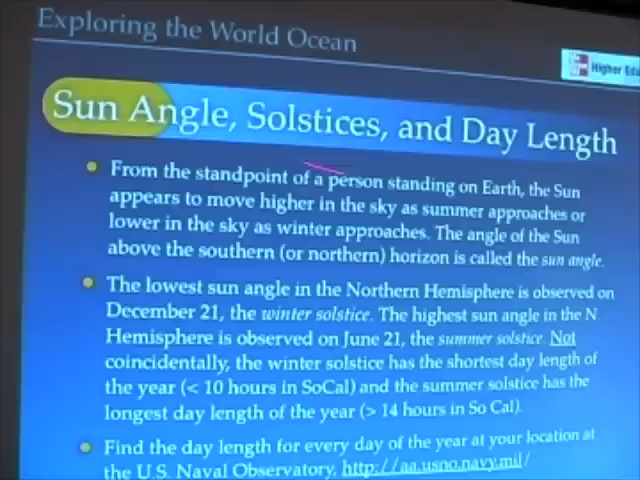 Exploring the World Ocean
Higher Edu
Sun Angle, Solstices, and Day Length
From the standpoint of a person standing on Earth, the Sun
appears to move higher in the sky as summer approaches or
lower in the sky as winter approaches. The angle of the Sun
above the southern (or northern) horizon is called the sun angle.
The lowest sun angle in the Northern Hemisphere is observed on
December 21, the winter solstice. The highest sun angle in the N
Hemisphere is observed on June 21, the summer solstice. Not
coincidentally, the winter solstice has the shortest day length of
the year (< 10 hours in SoCal) and the summer solstice has the
longest day length of the year (> 14 hours in So Cal).
Find the day length for every day of the year at your location at
the U.S. Naval Observatory, http://aa.usno.navy.mil/